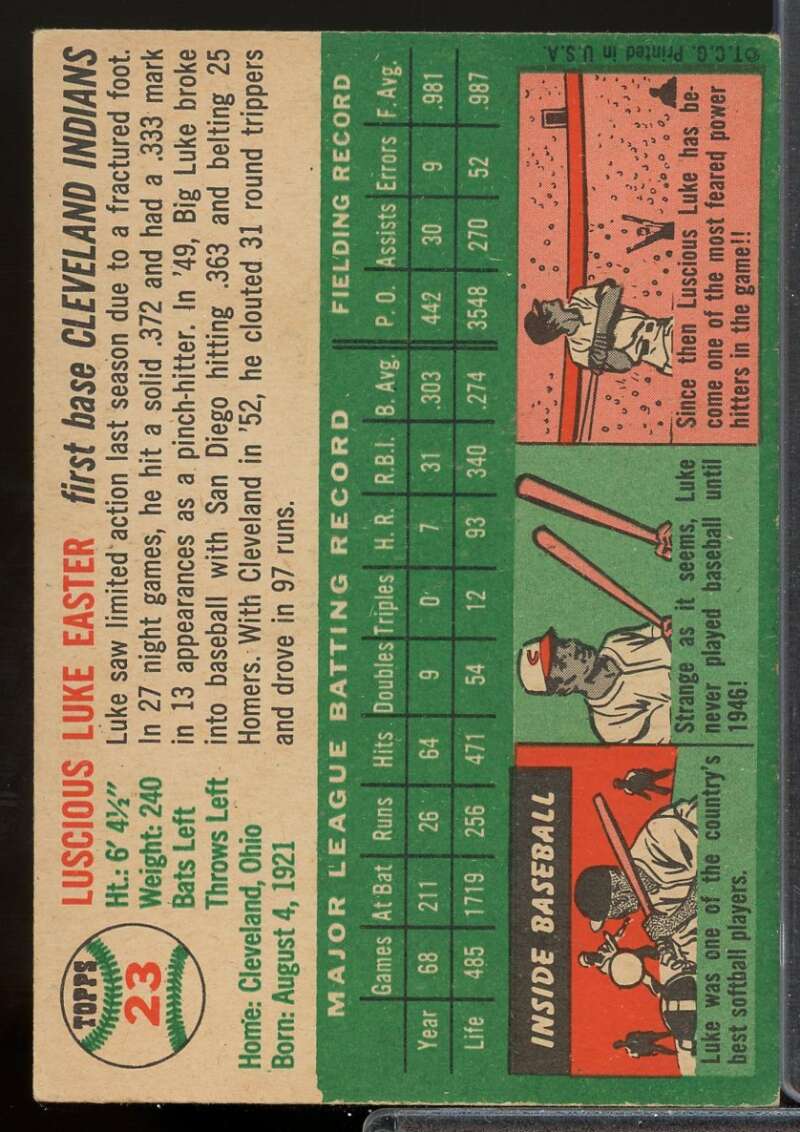 TOPPS
23
LUSCIOUS LUKE EASTER first base CLEVELAND INDIANS
Ht.: 6' 4½"
Weight: 240
Bats Left
Throws Left
Home: Cleveland, Ohio
Born: August 4, 1921
Luke saw limited action last season due to a fractured foot.
In 27 night games, he hit a solid .372 and had a .333 mark
in 13 appearances as a pinch-hitter. In '49, Big Luke broke
into baseball with San Diego hitting .363 and belting 25
Homers. With Cleveland in '52, he clouted 31 round trippers
and drove in 97 runs.
MAJOR LEAGUE BATTING RECORD FIELDING RECORD
Games At Bat Runs Hits Doubles Triples H. R. R.B.I. B. Avg. P. O. Assists Errors F. Avg.
Year 68 211 26 64 9 0 7 31 .303 442 30 9 .981
Life 485 1719 256 471 54 12 93 340 .274 3548 270 52 .987
INSIDE BASEBALL
Luke was one of the country's
best softball players.
C
Strange as it seems, Luke
never played baseball until
1946!
Since then Luscious Luke has be-
come one of the most feared power
hitters in the game!!
©T.C.G. Printed in U.S.A.